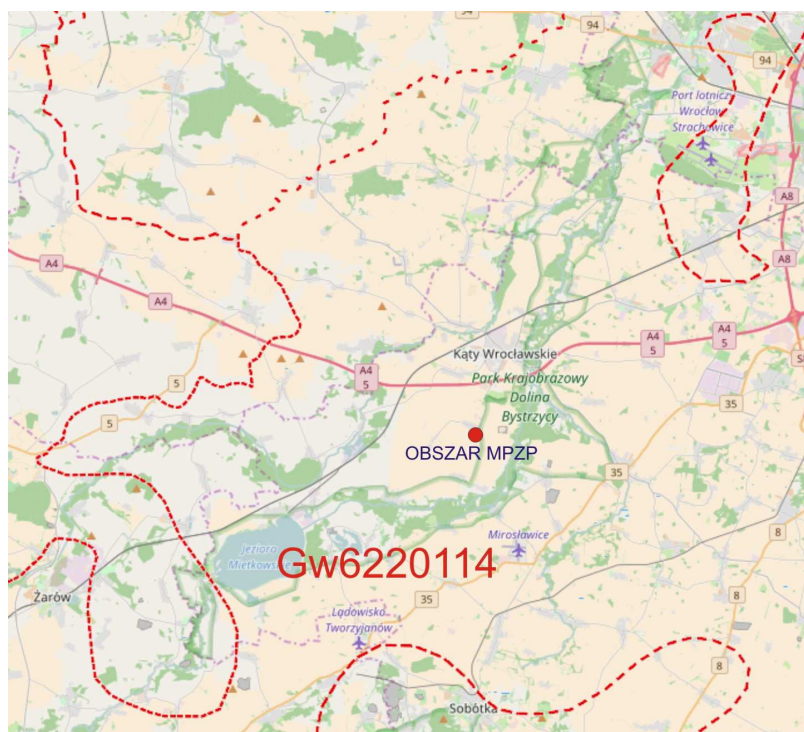 94
94
Port lotniczy
Wrocław
Strachowice
A8
A4
A8
A4
A4
5
A4
5
Kąty Wrocławskie
5
A4
5
Park Krajobrazowy
Dolina
Bystrzycy
35
5
OBSZAR MPZP
35
8
Mirosławice
Jezioro
Mietkowskie
Gw6220114
Żarów
35
8
Lądowisko
Tworzyjanów
8
Sobótka